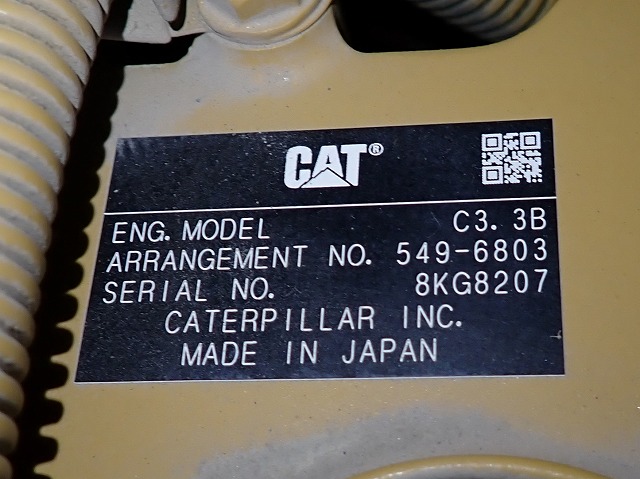 CAT®
ENG. MODEL C3.3B
ARRANGEMENT NO. 549-6803
SERIAL NO. 8KG8207
CATERPILLAR INC.
MADE IN JAPAN